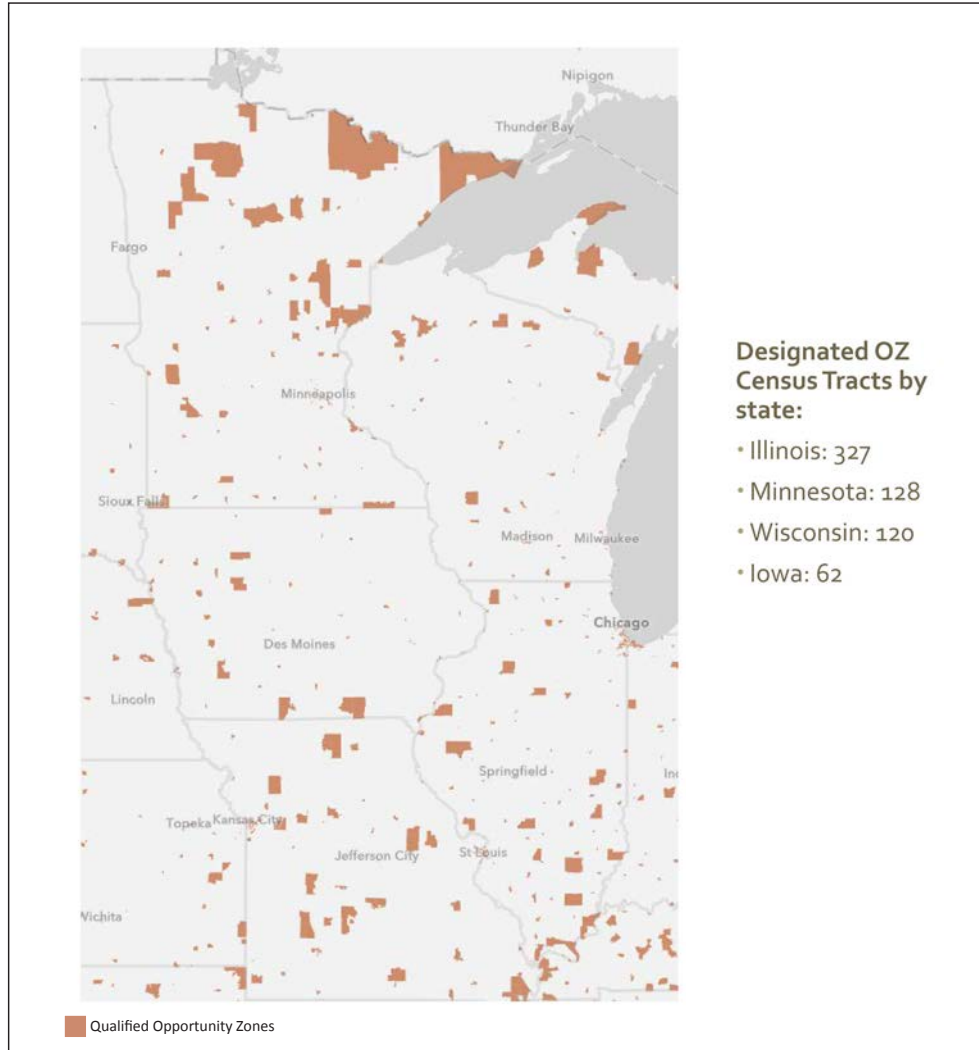 Nipigon
Thunder Bay
Fargo
Minneapolis
Sioux Falls
Madison
Milwaukee
Chicago
Des Moines
Lincoln
Springfield
Topeka
Kansas City
Jefferson City
St Louis
Wichita
Designated OZ
Census Tracts by
state:
• Illinois: 327
• Minnesota: 128
• Wisconsin: 120
• Iowa: 62
Qualified Opportunity Zones